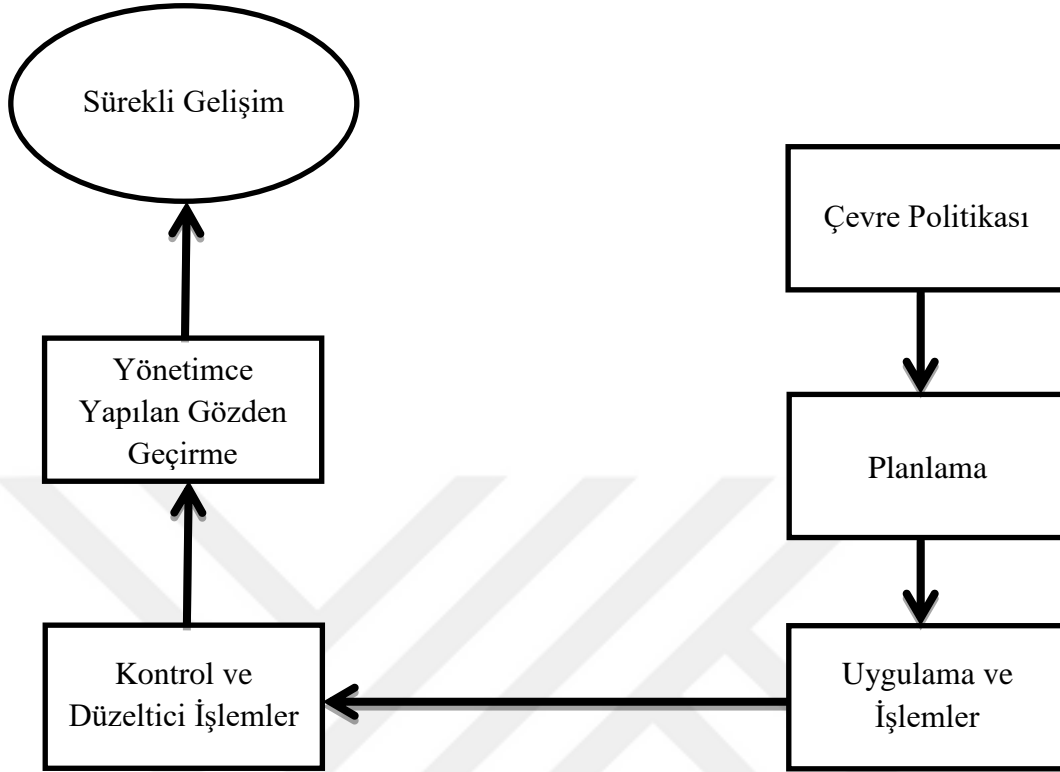 Sürekli Gelişim
Çevre Politikası
Yönetimce
Yapılan Gözden
Geçirme
Planlama
Kontrol ve
Düzeltici İşlemler
Uygulama ve
İşlemler